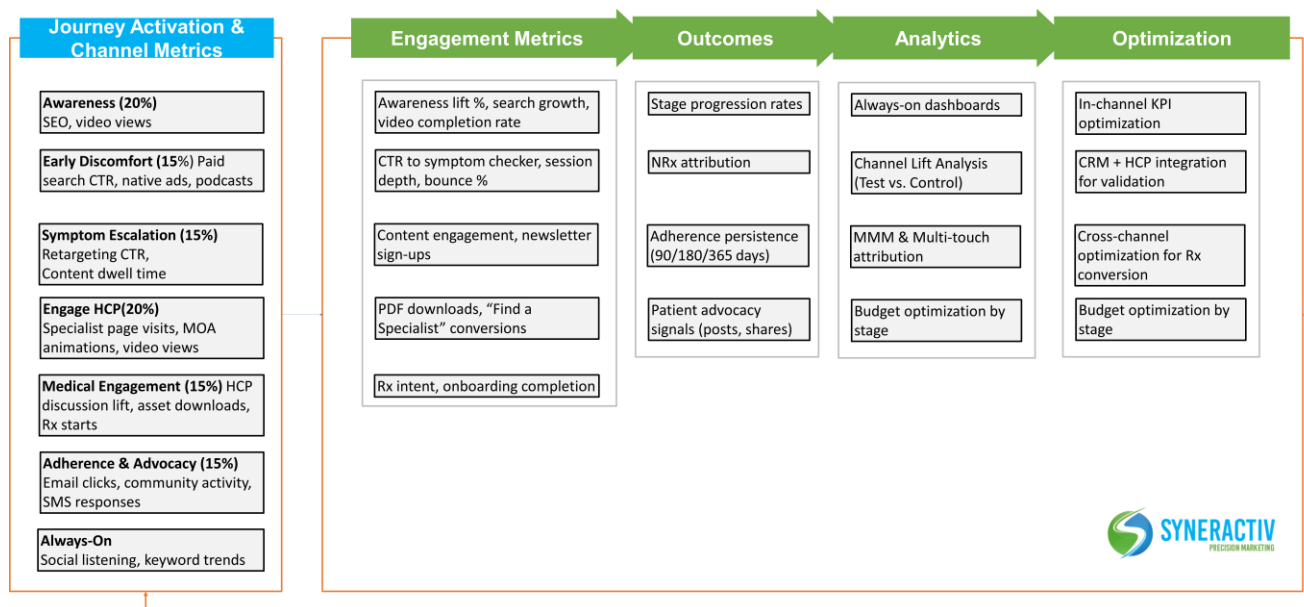 Journey Activation &
Channel Metrics
Awareness (20%)
SEO, video views
Early Discomfort (15%) Paid
search CTR, native ads, podcasts
Symptom Escalation (15%)
Retargeting CTR,
Content dwell time
Engage HCP(20%)
Specialist page visits, MOA
animations, video views
Medical Engagement (15%) HCP
discussion lift, asset downloads,
Rx starts
Adherence & Advocacy (15%)
Email clicks, community activity,
SMS responses
Always-On
Social listening, keyword trends
Engagement Metrics
Awareness lift %, search growth,
video completion rate
CTR to symptom checker, session
depth, bounce %
Content engagement, newsletter
sign-ups
PDF downloads, “Find a
Specialist” conversions
Rx intent, onboarding completion
Outcomes
Stage progression rates
NRx attribution
Adherence persistence
(90/180/365 days)
Patient advocacy
signals (posts, shares)
Analytics
Always-on dashboards
Channel Lift Analysis
(Test vs. Control)
MMM & Multi-touch
attribution
Budget optimization by
stage
Optimization
In-channel KPI
optimization
CRM + HCP integration
for validation
Cross-channel
optimization for Rx
conversion
Budget optimization by
stage
SYNERACTIV
PRECISION MARKETING